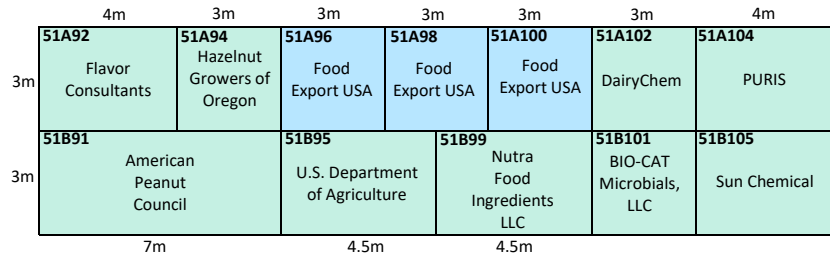 4m 3m 3m 3m 3m 3m 4m
3m
51A92
Flavor
Consultants
51A94
Hazelnut
Growers of
Oregon
51A96
Food
Export USA
51A98
Food
Export USA
51A100
Food
Export USA
51A102
DairyChem
51A104
PURIS
3m
51B91
American
Peanut
Council
51B95
U.S. Department
of Agriculture
51B99
Nutra
Food
Ingredients
LLC
51B101
BIO-CAT
Microbials,
LLC
51B105
Sun Chemical
7m 4.5m 4.5m